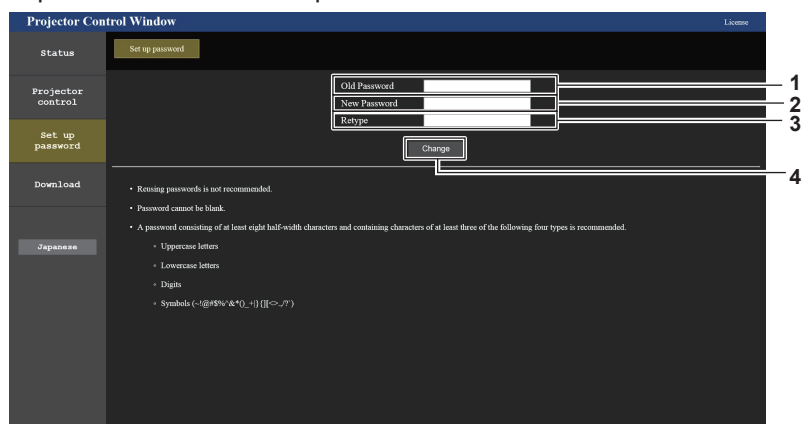 Projector Control Window
License
Status
Set up password
Projector
control
Set up
password
Download
Japanese
Old Password
1
New Password
2
Retype
3
Change
4
• Reusing passwords is not recommended.
• Password cannot be blank.
• A password consisting of at least eight half-width characters and containing characters of at least three of the following four types is recommended.
Uppercase letters
Lowercase letters
Digits
Symbols (~!@#$%^&*()_+|}{][<>.,/?`)